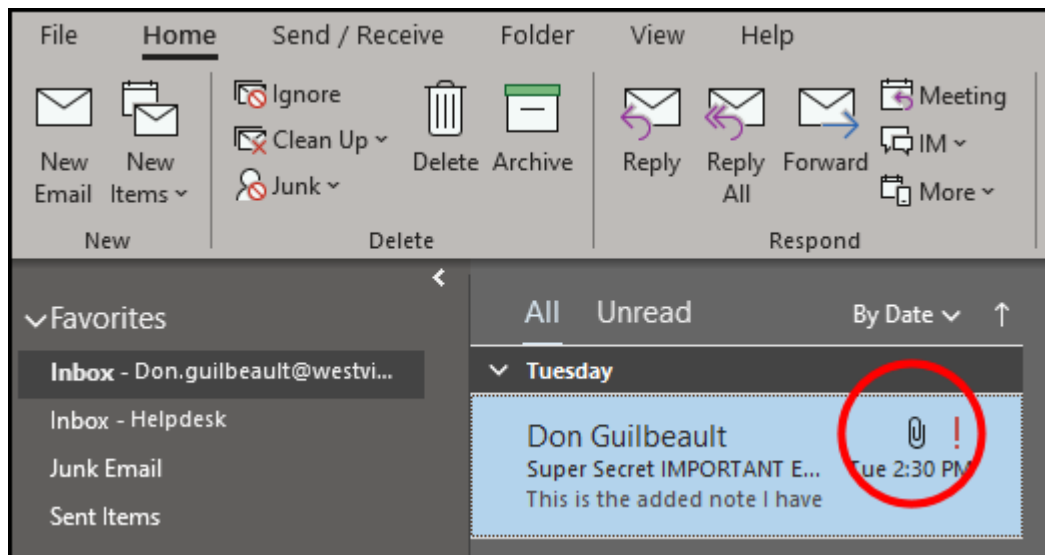 File Home Send / Receive Folder View Help
New Email
New Items
Ignore
Clean Up
Junk
Delete
Archive
Reply
Reply All
Forward
Meeting
IM
More
New Delete Respond
Favorites
Inbox - Don.guilbeault@westvi...
Inbox - Helpdesk
Junk Email
Sent Items
All Unread By Date
Tuesday
Don Guilbeault !
Super Secret IMPORTANT E... Tue 2:30 PM
This is the added note I have